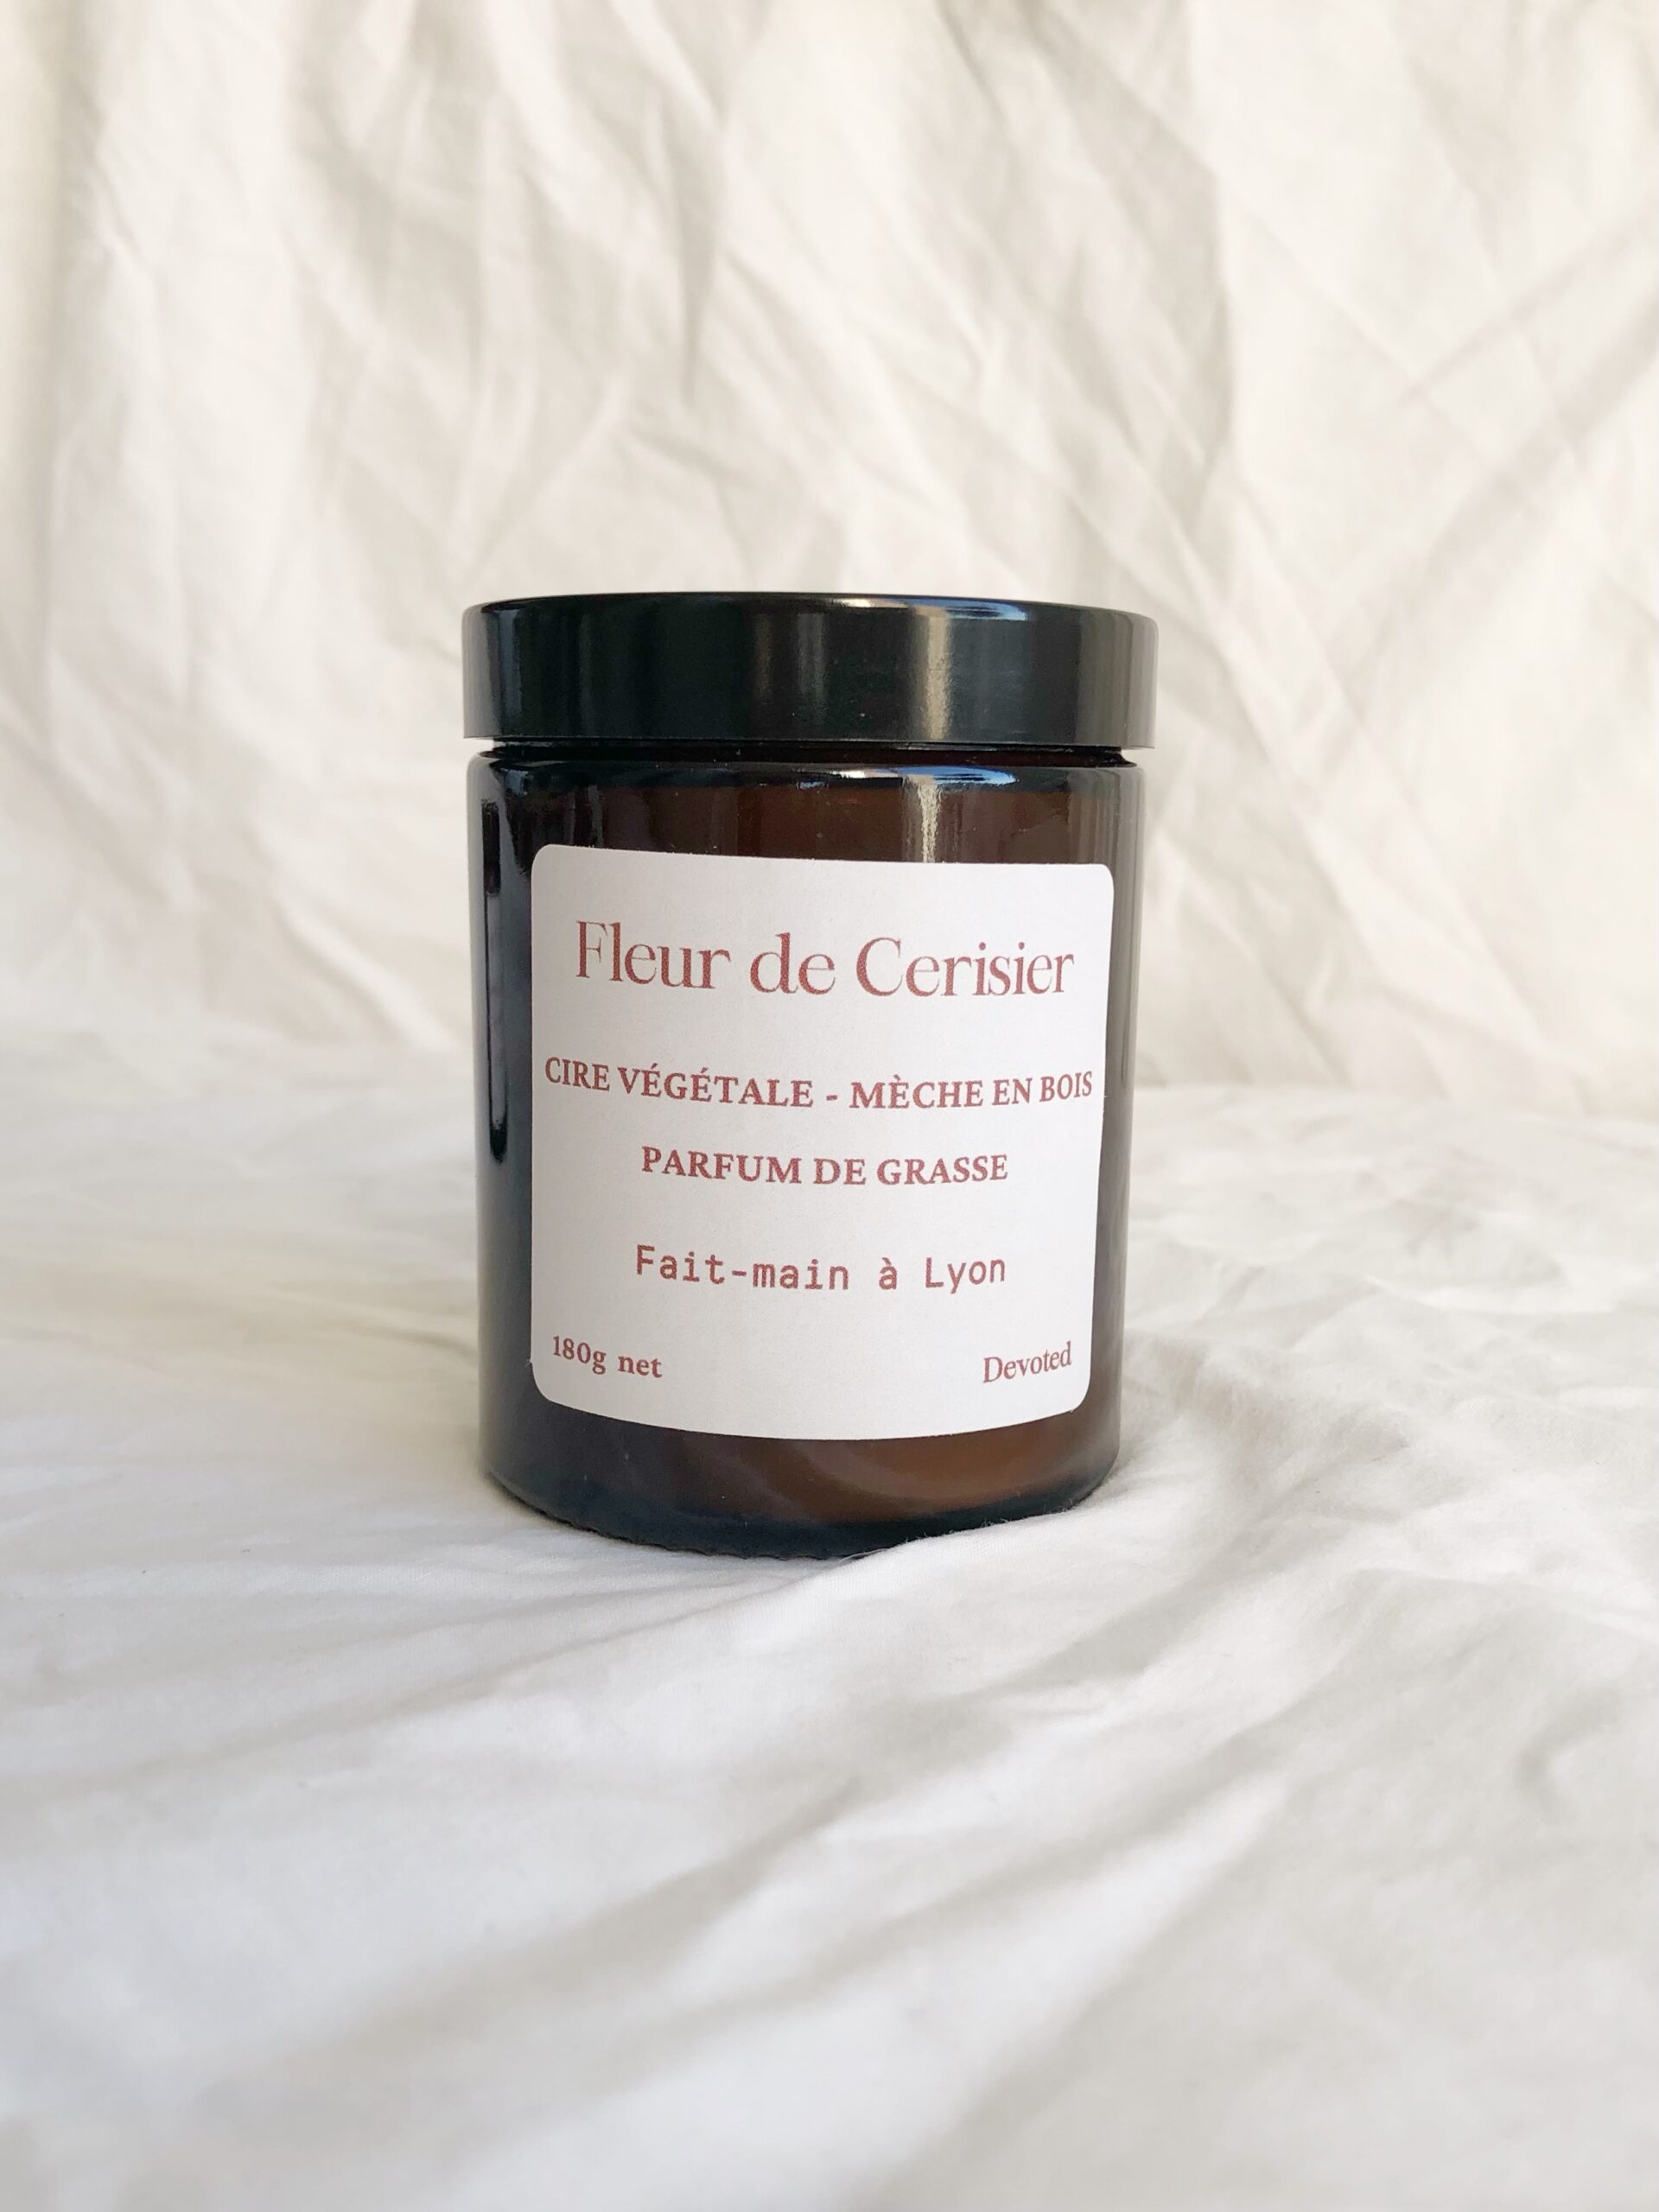 Fleur de Cerisier
CIRE VÉGÉTALE - MÈCHE EN BOIS
PARFUM DE GRASSE
Fait-main à Lyon
180g net
Devoted